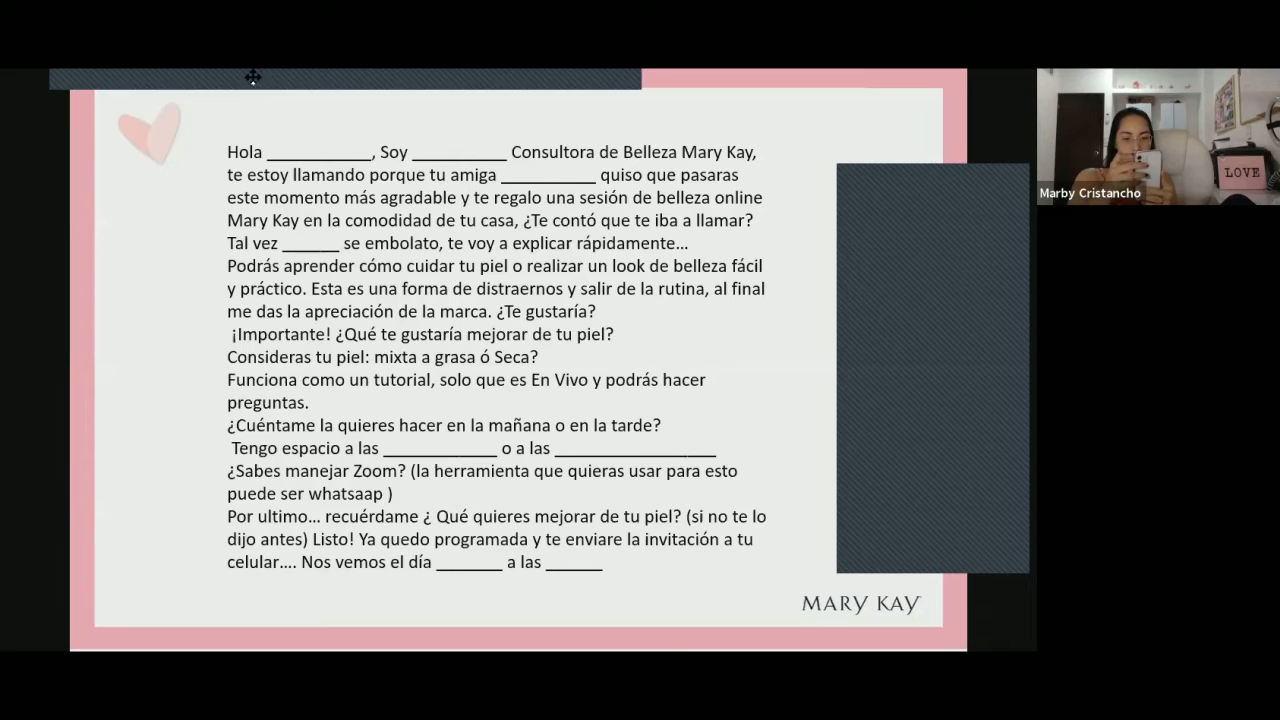 Hola ___________, Soy __________ Consultora de Belleza Mary Kay,
te estoy llamando porque tu amiga __________ quiso que pasaras
este momento más agradable y te regalo una sesión de belleza online
Mary Kay en la comodidad de tu casa, ¿Te contó que te iba a llamar?
Tal vez ______ se embolato, te voy a explicar rápidamente…
Podrás aprender cómo cuidar tu piel o realizar un look de belleza fácil
y práctico. Esta es una forma de distraernos y salir de la rutina, al final
me das la apreciación de la marca. ¿Te gustaría?
¡Importante! ¿Qué te gustaría mejorar de tu piel?
Consideras tu piel: mixta a grasa ó Seca?
Funciona como un tutorial, solo que es En Vivo y podrás hacer
preguntas.
¿Cuéntame la quieres hacer en la mañana o en la tarde?
Tengo espacio a las ____________ o a las _________________
¿Sabes manejar Zoom? (la herramienta que quieras usar para esto
puede ser whatsaap )
Por ultimo… recuérdame ¿ Qué quieres mejorar de tu piel? (si no te lo
dijo antes) Listo! Ya quedo programada y te enviare la invitación a tu
celular…. Nos vemos el día _______ a las ______
MARY KAY
LOVE
Marby Cristancho